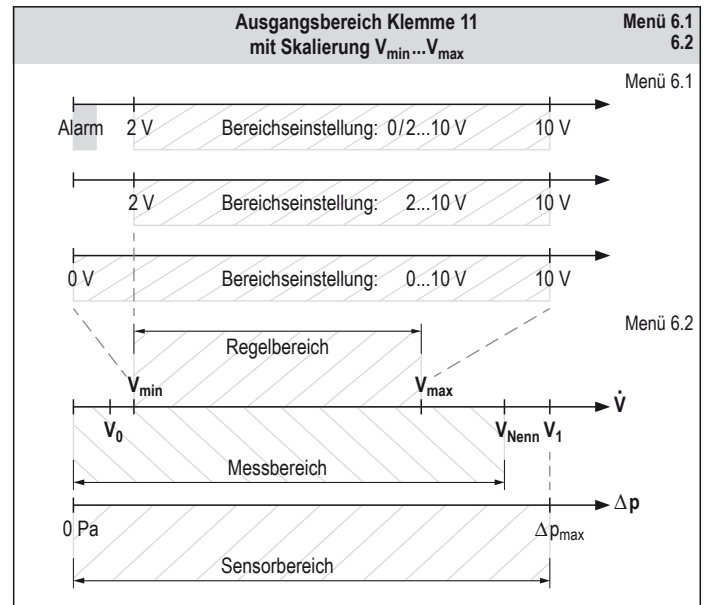 Ausgangsbereich Klemme 11 Menü 6.1
mit Skalierung Vmin...Vmax 6.2
Menü 6.1
Alarm 2 V Bereichseinstellung: 0/2...10 V 10 V
2 V Bereichseinstellung: 2...10 V 10 V
0 V Bereichseinstellung: 0...10 V 10 V
Menü 6.2
Regelbereich
Vmin Vmax
V̇
V0 VNenn V1
Messbereich
Δp
0 Pa Δpmax
Sensorbereich